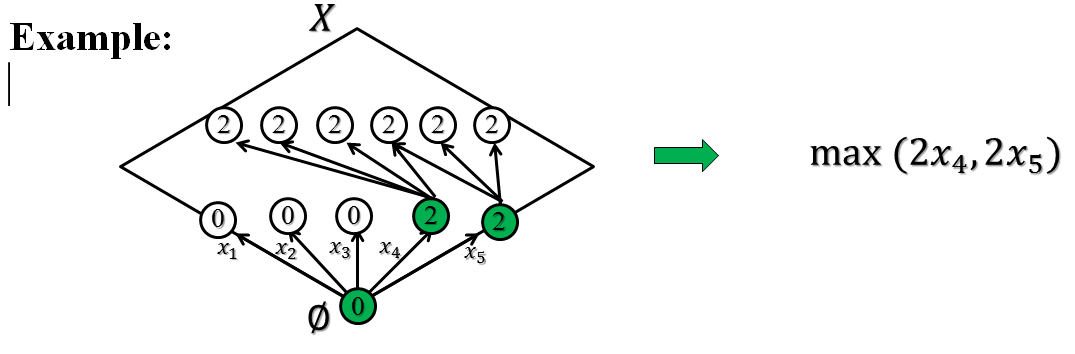 Example:
X
2 2 2 2 2 2
max (2x₄, 2x₅)
0 0 0 2 2
x₁ x₂ x₃ x₄ x₅
∅ 0